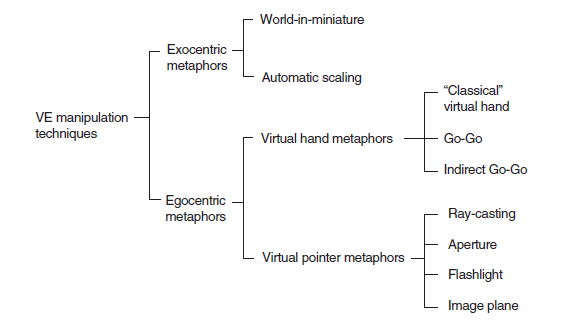 World-in-miniature
Exocentric
metaphors
Automatic scaling
"Classical"
virtual hand
VE manipulation
techniques
Virtual hand metaphors
Go-Go
Indirect Go-Go
Egocentric
metaphors
Ray-casting
Aperture
Virtual pointer metaphors
Flashlight
Image plane